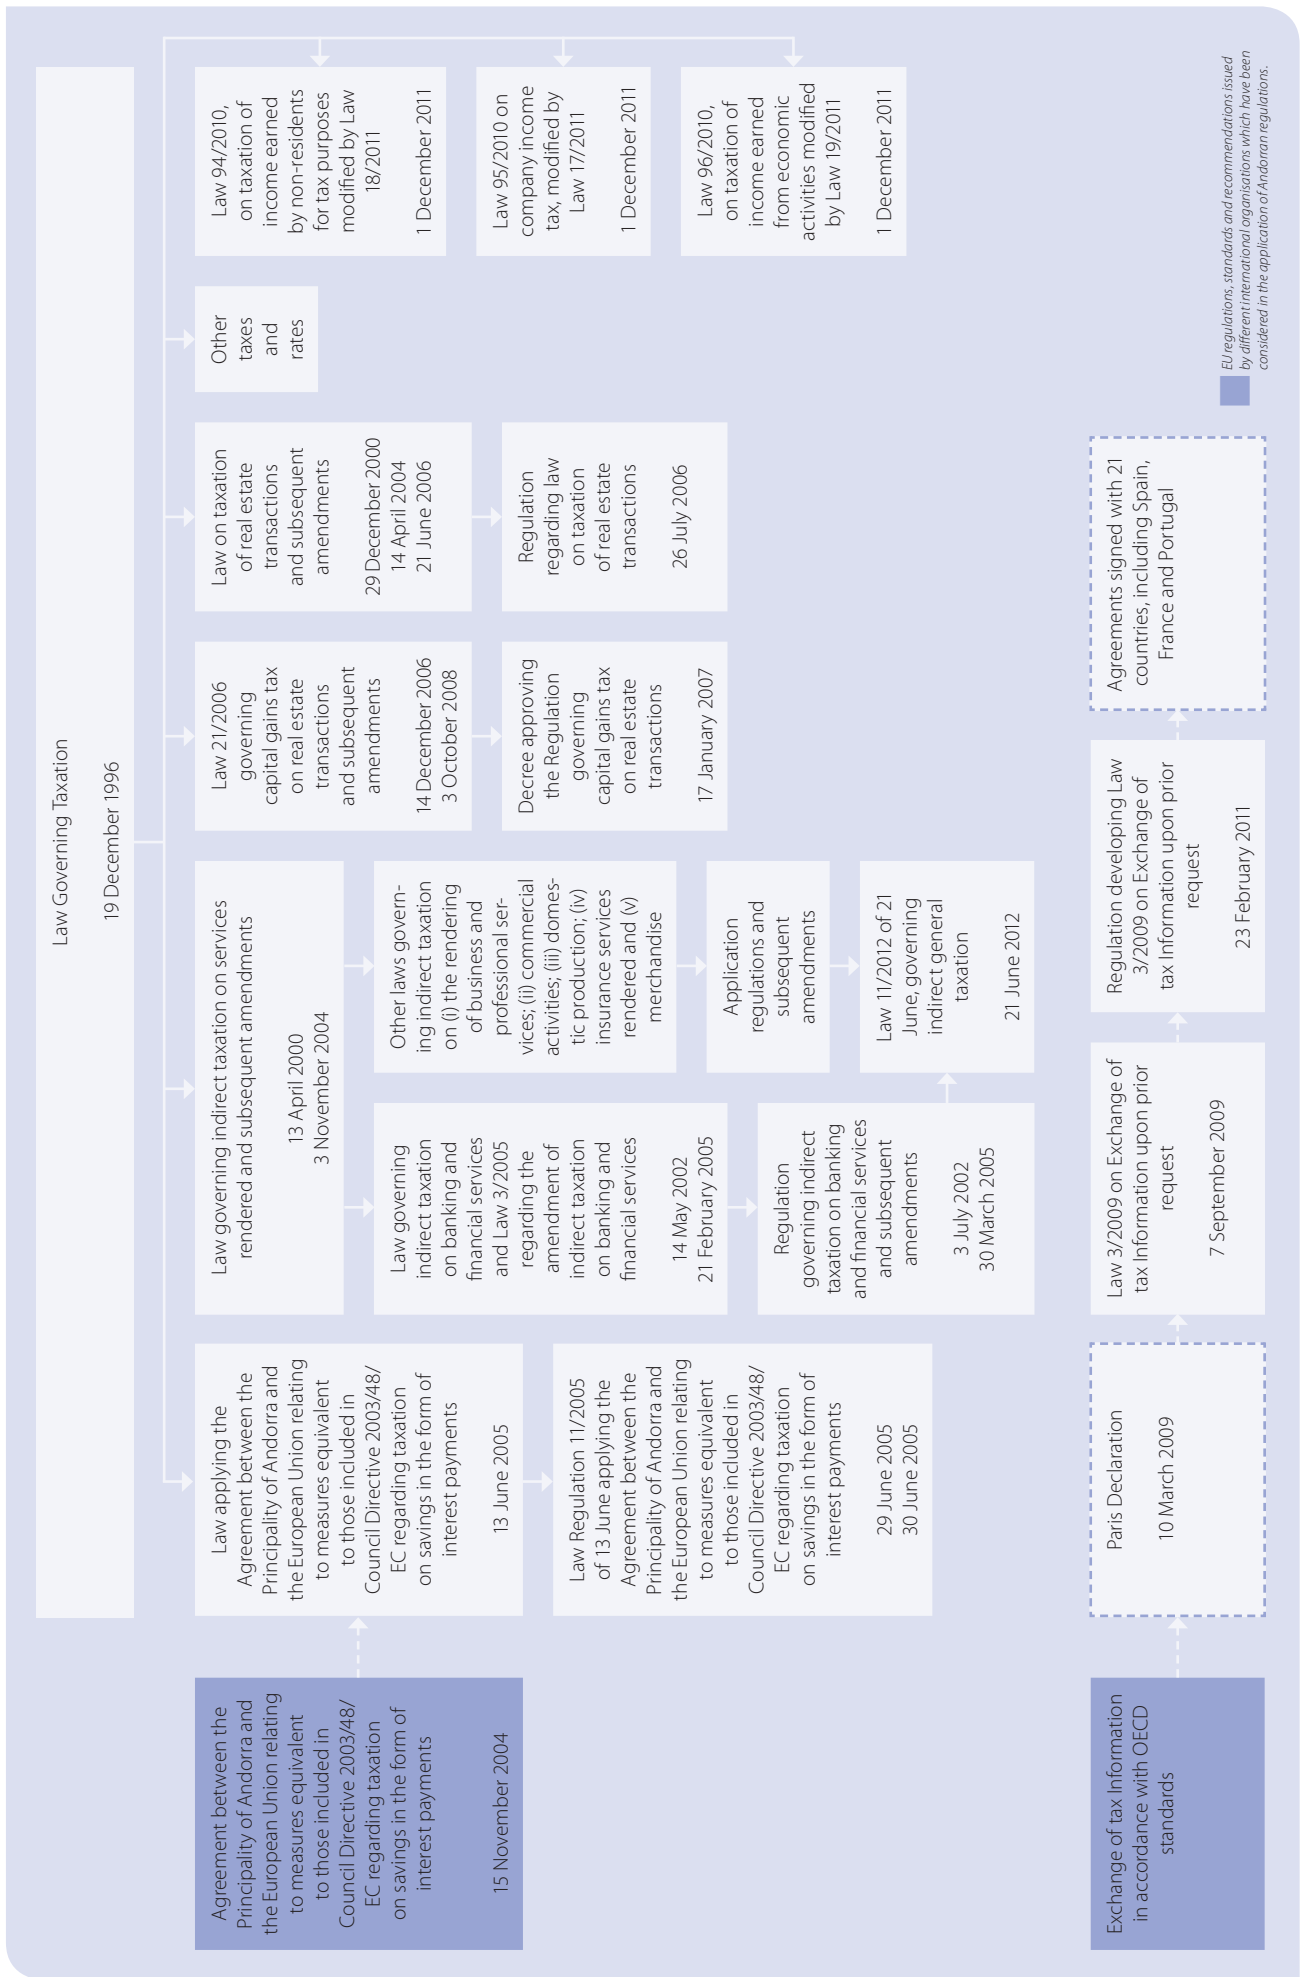 Law Governing Taxation
19 December 1996
Agreement between the
Principality of Andorra and
the European Union relating
to measures equivalent
to those included in
Council Directive 2003/48/
EC regarding taxation
on savings in the form of
interest payments
15 November 2004
Law applying the
Agreement between the
Principality of Andorra and
the European Union relating
to measures equivalent
to those included in
Council Directive 2003/48/
EC regarding taxation
on savings in the form of
interest payments
13 June 2005
Law Regulation 11/2005
of 13 June applying the
Agreement between the
Principality of Andorra and
the European Union relating
to measures equivalent
to those included in
Council Directive 2003/48/
EC regarding taxation
on savings in the form of
interest payments
29 June 2005
30 June 2005
Law governing indirect taxation on services
rendered and subsequent amendments
13 April 2000
3 November 2004
Law governing
indirect taxation
on banking and
financial services
and Law 3/2005
regarding the
amendment of
indirect taxation
on banking and
financial services
14 May 2002
21 February 2005
Regulation
governing indirect
taxation on banking
and financial services
and subsequent
amendments
3 July 2002
30 March 2005
Other laws govern-
ing indirect taxation
on (i) the rendering
of business and
professional ser-
vices; (ii) commercial
activities; (iii) domes-
tic production; (iv)
insurance services
rendered and (v)
merchandise
Application
regulations and
subsequent
amendments
Law 11/2012 of 21
June, governing
indirect general
taxation
21 June 2012
Law 21/2006
governing
capital gains tax
on real estate
transactions
and subsequent
amendments
14 December 2006
3 October 2008
Decree approving
the Regulation
governing
capital gains tax
on real estate
transactions
17 January 2007
Law on taxation
of real estate
transactions
and subsequent
amendments
29 December 2000
14 April 2004
21 June 2006
Regulation
regarding law
on taxation
of real estate
transactions
26 July 2006
Other
taxes
and
rates
Law 94/2010,
on taxation of
income earned
by non-residents
for tax purposes
modified by Law
18/2011
1 December 2011
Law 95/2010 on
company income
tax, modified by
Law 17/2011
1 December 2011
Law 96/2010,
on taxation of
income earned
from economic
activities modified
by Law 19/2011
1 December 2011
Exchange of tax Information
in accordance with OECD
standards
Paris Declaration
10 March 2009
Law 3/2009 on Exchange of
tax Information upon prior
request
7 September 2009
Regulation developing Law
3/2009 on Exchange of
tax Information upon prior
request
23 February 2011
Agreements signed with 21
countries, including Spain,
France and Portugal
EU regulations, standards and recommendations issued
by different international organisations which have been
considered in the application of Andorran regulations.